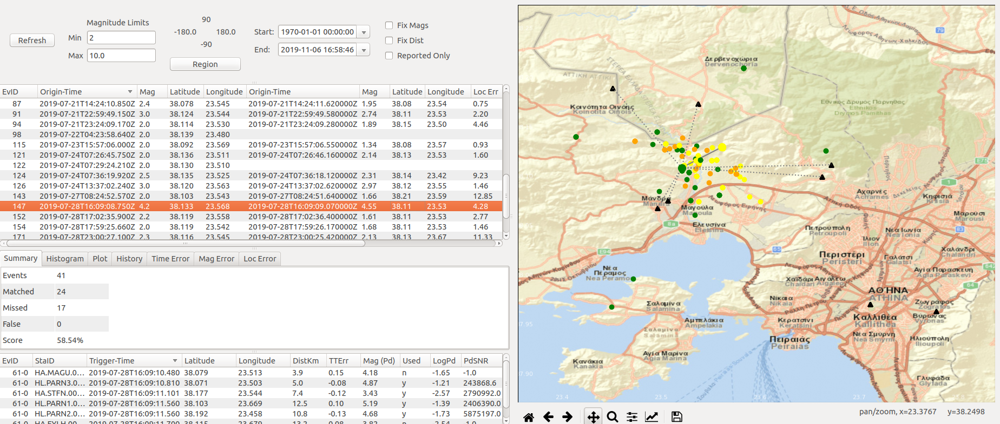 Refresh
Magnitude Limits
Min 2
Max 10.0
90
-180.0 180.0
-90
Region
Start: 1970-01-01 00:00:00
End: 2019-11-06 16:58:46
Fix Mags
Fix Dist
Reported Only
EvID Origin-Time Mag Latitude Longitude Origin-Time Mag Latitude Longitude Loc Err
87 2019-07-21T14:24:10.850Z 2.4 38.078 23.545 2019-07-21T14:24:11.620000Z 1.95 38.08 23.54 0.75
91 2019-07-21T22:59:49.150Z 3.0 38.124 23.544 2019-07-21T22:59:49.580000Z 2.74 38.11 23.53 2.20
94 2019-07-21T23:24:09.170Z 2.0 38.114 23.530 2019-07-21T23:24:09.280000Z 1.89 38.15 23.50 4.46
98 2019-07-22T04:23:58.640Z 2.0 38.139 23.480
115 2019-07-23T15:57:06.000Z 2.0 38.092 23.569 2019-07-23T15:57:06.550000Z 1.34 38.08 23.57 0.93
121 2019-07-24T07:26:45.750Z 2.0 38.136 23.511 2019-07-24T07:26:46.160000Z 2.14 38.13 23.53 1.60
122 2019-07-24T07:29:24.210Z 2.0 38.130 23.510
124 2019-07-24T07:36:19.920Z 2.5 38.135 23.525 2019-07-24T07:36:18.120000Z 2.31 38.14 23.42 9.23
126 2019-07-24T13:37:02.240Z 3.0 38.120 23.563 2019-07-24T13:37:02.620000Z 2.97 38.12 23.55 1.46
143 2019-07-27T08:24:52.570Z 2.0 38.103 23.543 2019-07-27T08:24:51.640000Z 1.66 38.21 23.59 12.85
147 2019-07-28T16:09:08.750Z 4.2 38.133 23.568 2019-07-28T16:09:09.070000Z 4.55 38.11 23.53 4.28
152 2019-07-28T17:02:35.900Z 2.2 38.119 23.558 2019-07-28T17:02:36.400000Z 1.61 38.11 23.53 2.77
154 2019-07-28T17:59:25.660Z 2.0 38.119 23.542 2019-07-28T17:59:26.170000Z 1.68 38.11 23.53 1.46
171 2019-07-28T23:00:27.100Z 2.3 38.116 23.545 2019-07-28T23:00:25.420000Z 2.13 38.13 23.67 11.33
Summary Histogram Plot History Time Error Mag Error Loc Error
Events 41
Matched 24
Missed 17
False 0
Score 58.54%
EvID StaID Trigger-Time Latitude Longitude DistKm TTErr Mag (Pd) Used LogPd PdSNR
61-0 HA.MAGU.0... 2019-07-28T16:09:10.480 38.079 23.513 3.9 0.15 4.18 n -1.65 -1.0
61-0 HL.PARN3.0... 2019-07-28T16:09:10.810 38.071 23.503 5.0 -0.08 4.87 y -1.21 243868.6
61-0 HA.STFN.00... 2019-07-28T16:09:11.101 38.177 23.544 7.4 -0.12 3.43 y -2.57 2790992.0
61-0 HL.PARN1.0... 2019-07-28T16:09:11.560 38.103 23.669 12.5 0.10 5.19 y -1.39 2406390.0
61-0 HL.PARN2.0... 2019-07-28T16:09:11.560 38.192 23.458 10.8 -0.13 4.68 y -1.73 5875197.0
Δερβενοχώρια
Dervenochoria
ΑΤΤΙΚΗ ΑΤΤΙΚΙ
Κοινότητα Οινόης
Koinotita Oinois
Εθνικός Δρυμος Παρνηθας
Ethnikos
Drymos Parnithas
79
E75
1
Αχαρνές
Acharnes
Κηφισιά
Kifisia
Μάνδρα
Mandra
Μαγούλα
Magoula
Λεωφόρος Ειρήνης
Αττική Οδός
Μαρούσι
Marousi
8a
Ελευσίνα
Elefsina
Πετρούπολη
Petroupoli
Νέα Ιωνία
Nea Ionia
83
Ίλιον
Ilion
E94
65
Περιστέρι
Peristeri
Γαλάτσι
Galatsi
Χαλάνδρι
Chalandri
Νέα
Πέραμος
Nea Peramos
Αγία Παρασκευή
Agia Paraskevi
642
Χαϊδάρι Αιγάλεω
Chaidari Aigaleo
64
ΑΘΉΝΑ
ATHINA
Σαλαμίνα
Salamina
Νίκαια
Nikaia
Ζωγράφος
Zografos
Αμπελάκια
Ampelakia
Κερατσίνι
Keratsini
Καλλιθέα
Kallithea
Βύρωνας
Vyronas
Σαλαμινα
Salamina
Πειραιάς
Peiraias
Νέα Σμυρνη
Nea Smyrni
Ηλιούπολη
Ilioupoli
Αγία Μαρίνα
Agia Marina
Κανάκια
Kanakia
Γλυφάδα
Glyfada
23.4 23.5 23.6 23.7 23.8
pan/zoom, x=23.3767 y=38.2498